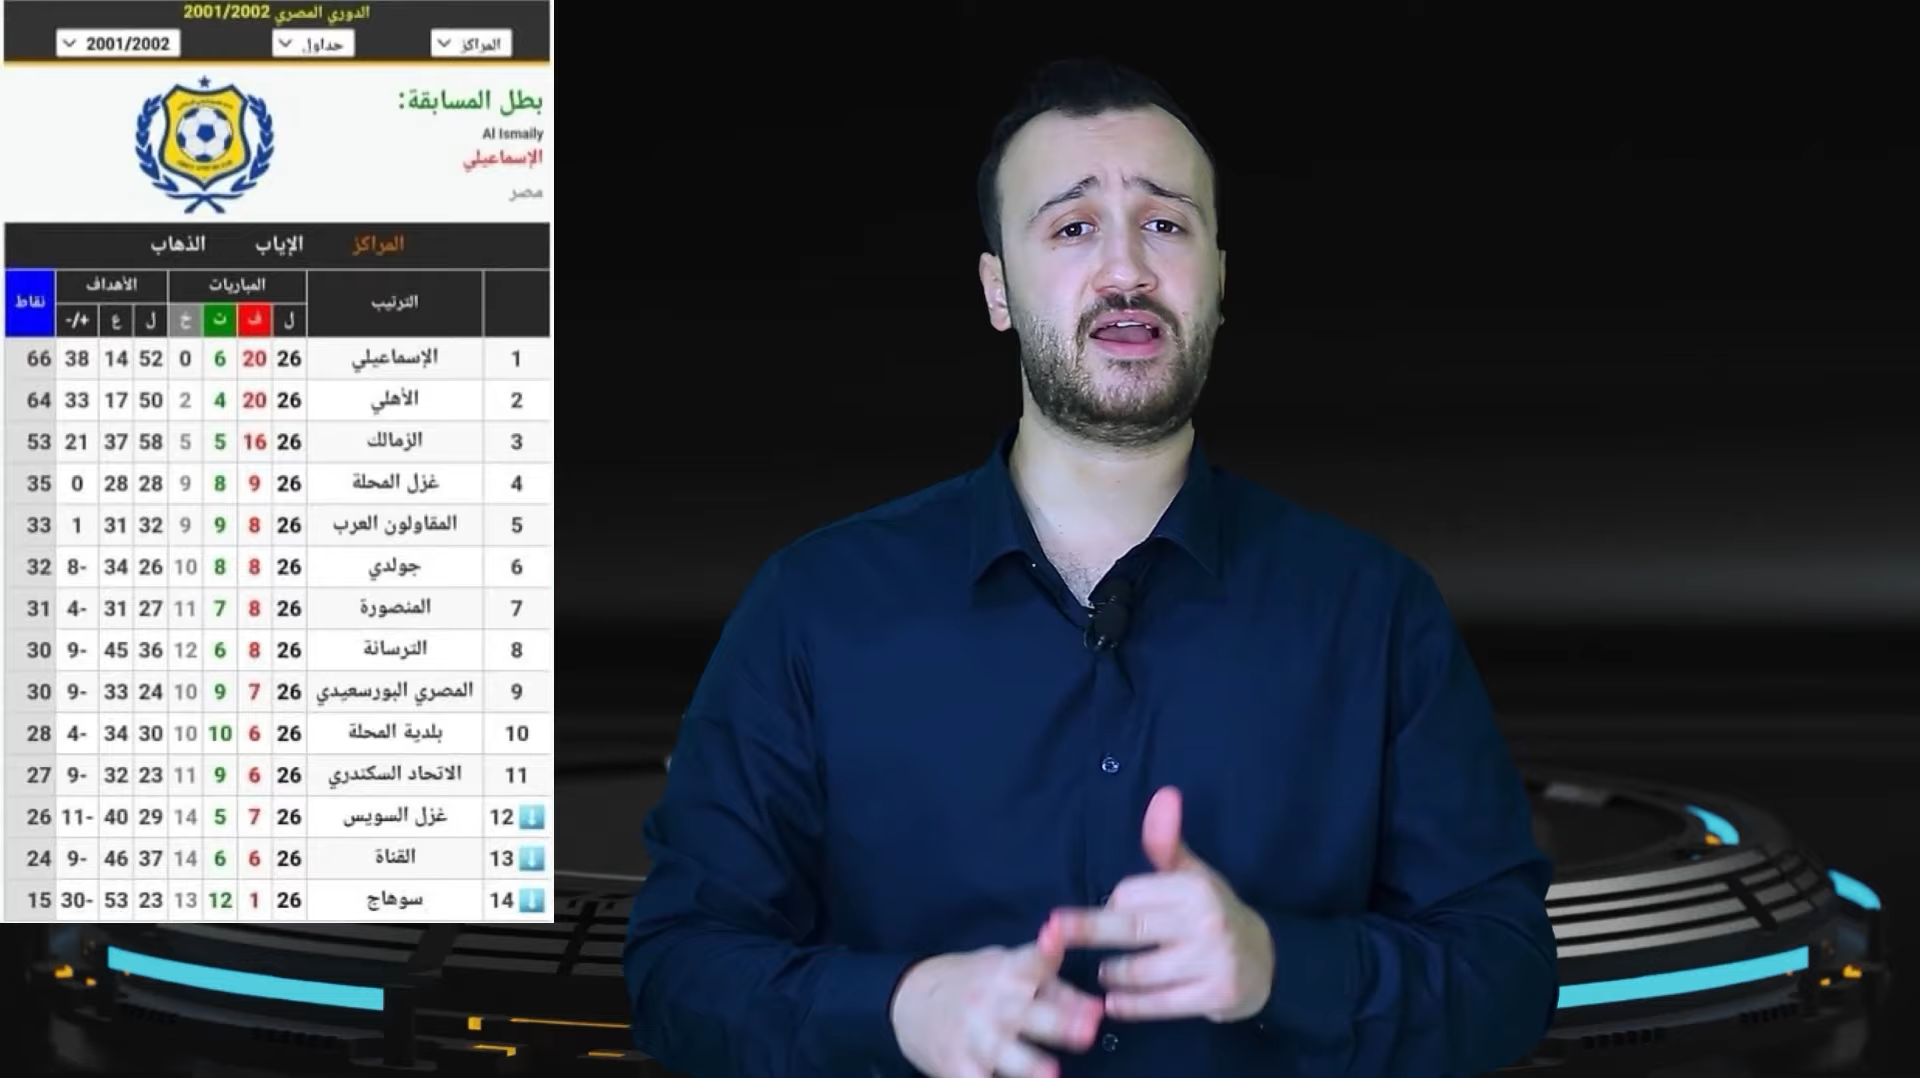 الدوري المصري 2001/2002
المراكز جداول 2001/2002
بطل المسابقة:
Al Ismaily
الإسماعيلي
مصر
المراكز الإياب الذهاب
الترتيب المباريات الأهداف نقاط
ل ف ت خ ل ع +/-
1 الإسماعيلي 26 20 6 0 52 14 38 66
2 الأهلي 26 20 4 2 50 17 33 64
3 الزمالك 26 16 5 5 58 37 21 53
4 غزل المحلة 26 9 8 9 28 28 0 35
5 المقاولون العرب 26 8 9 9 32 31 1 33
6 جولدي 26 8 8 10 26 34 -8 32
7 المنصورة 26 8 7 11 27 31 -4 31
8 الترسانة 26 8 6 12 36 45 -9 30
9 المصري البورسعيدي 26 7 9 10 24 33 -9 30
10 بلدية المحلة 26 6 10 10 30 34 -4 28
11 الاتحاد السكندري 26 6 9 11 23 32 -9 27
12 غزل السويس 26 7 5 14 29 40 -11 26
13 القناة 26 6 6 14 37 46 -9 24
14 سوهاج 26 1 12 13 23 53 -30 15